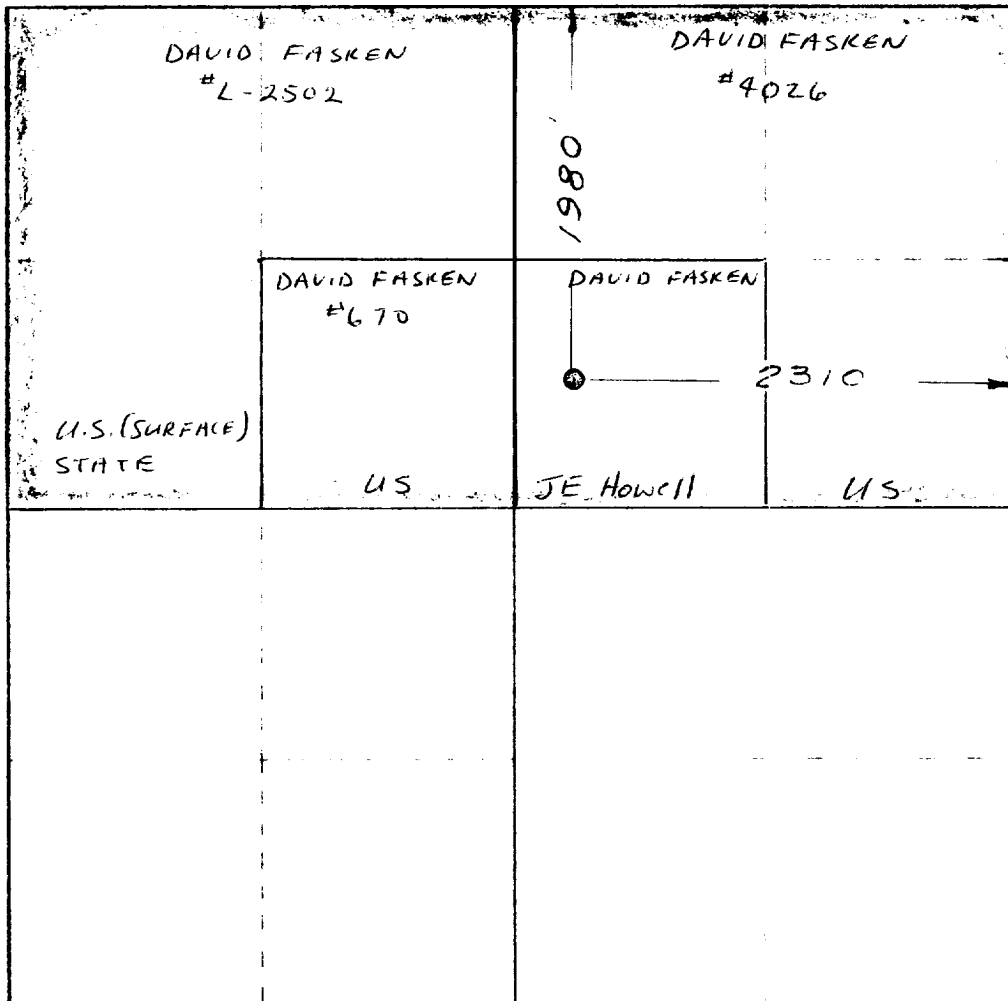 DAVID FASKEN
#L-2502
DAVID FASKEN
#4026
1980'
DAVID FASKEN
#670
DAVID FASKEN
2310
U.S. (SURFACE)
STATE
US
JE Howell
US